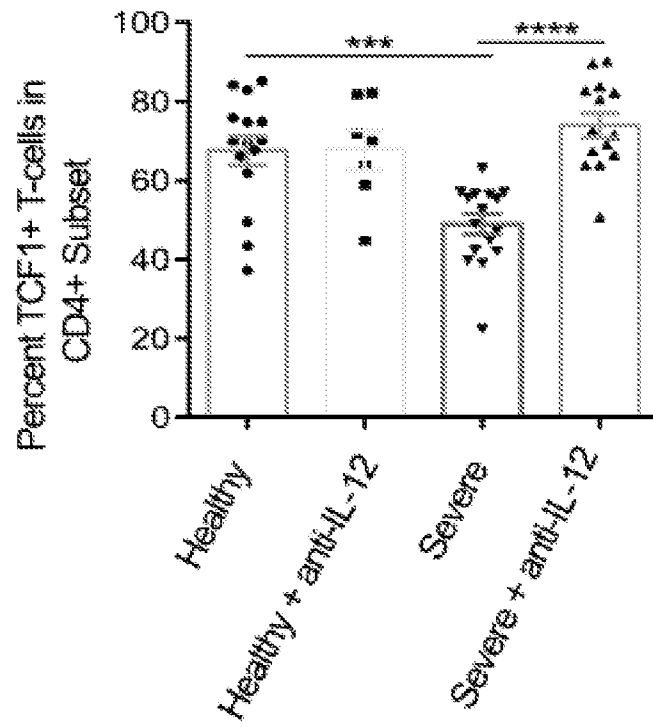 100
80
60
40
20
0
Percent TCF1+ T-cells in
CD4+ Subset
***
****
Healthy
Healthy + anti-IL-12
Severe
Severe + anti-IL-12